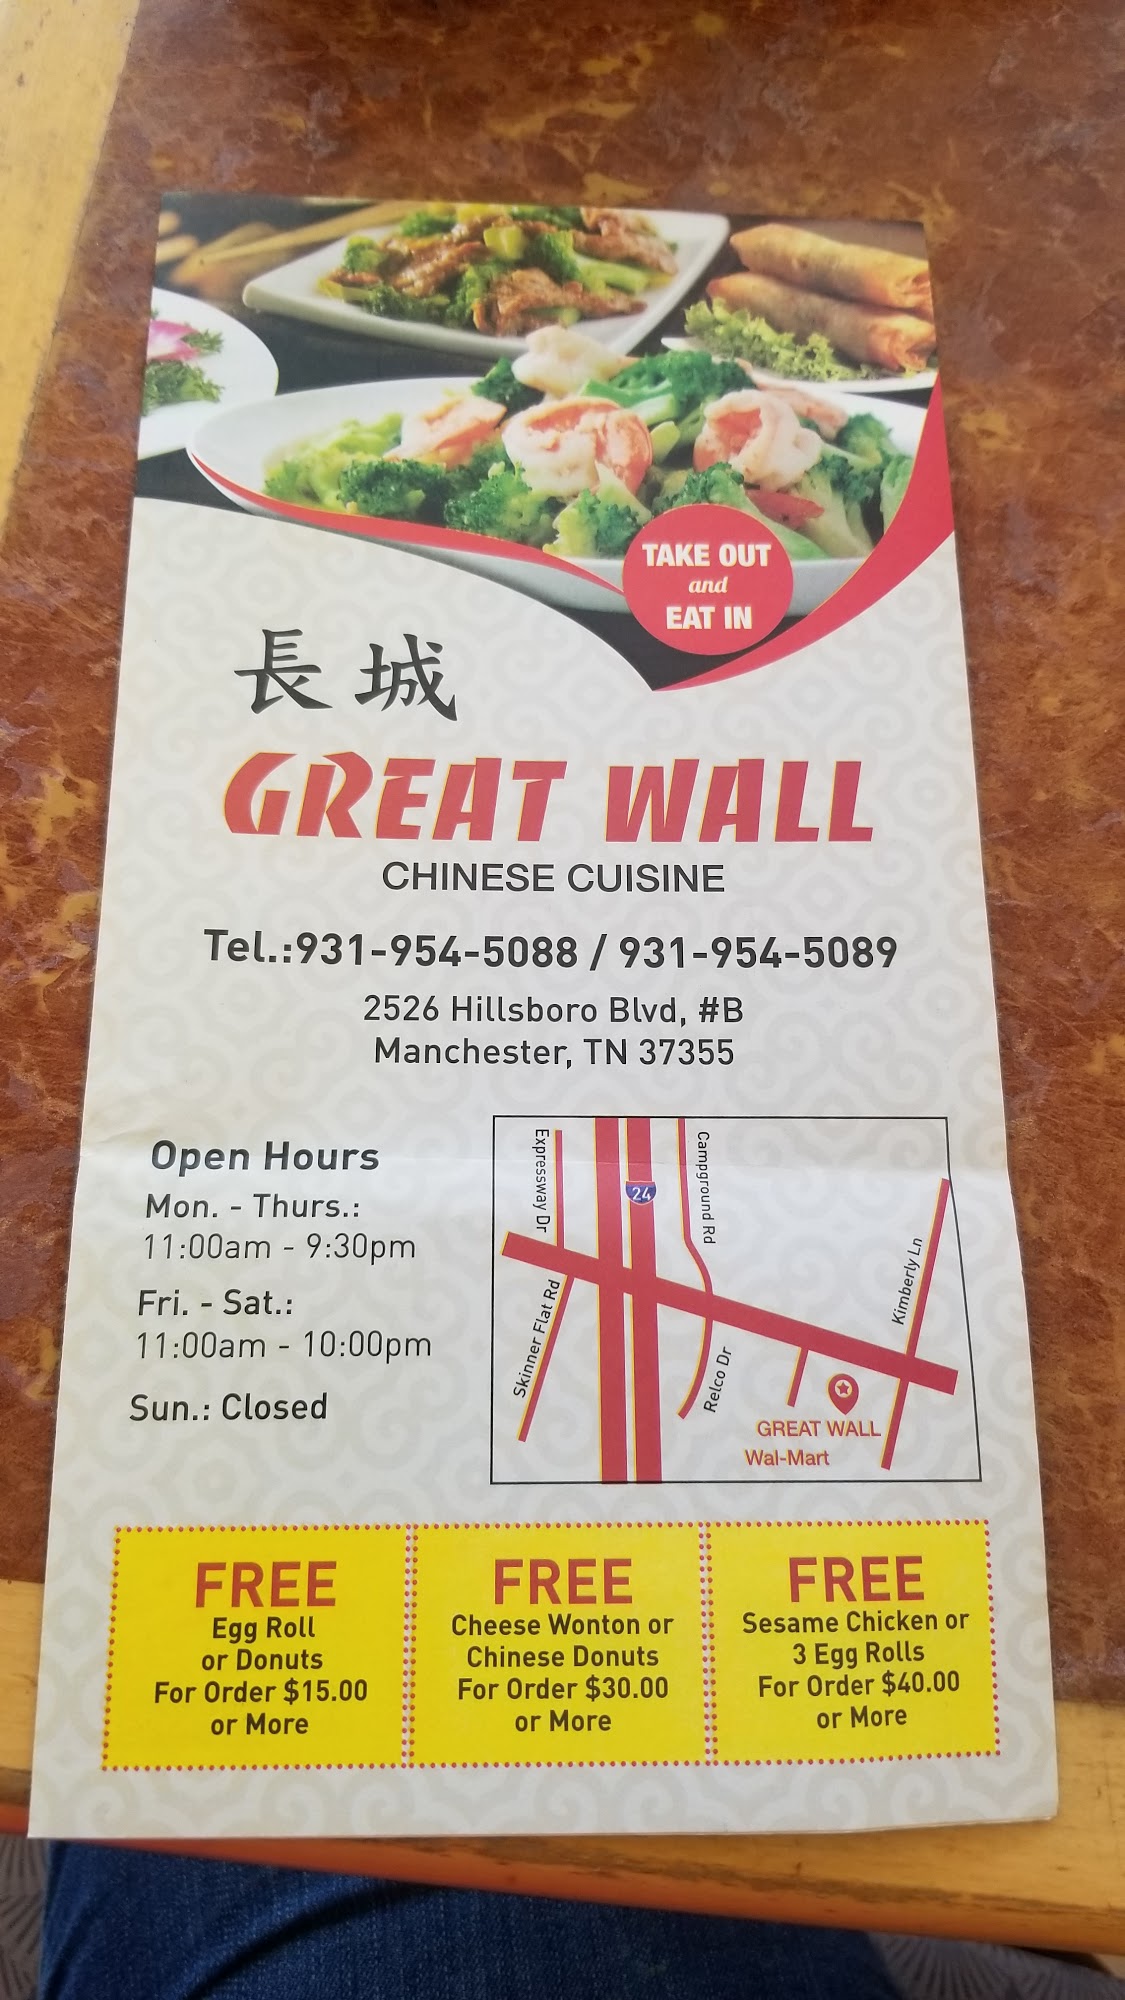 TAKE OUT
and
EAT IN
長城
GREAT WALL
CHINESE CUISINE
Tel.:931-954-5088 / 931-954-5089
2526 Hillsboro Blvd, #B
Manchester, TN 37355
Open Hours
Mon. - Thurs.:
11:00am - 9:30pm
Fri. - Sat.:
11:00am - 10:00pm
Sun.: Closed
Expressway Dr
24
Campground Rd
Skinner Flat Rd
Relco Dr
Kimberly Ln
GREAT WALL
Wal-Mart
FREE
Egg Roll
or Donuts
For Order $15.00
or More
FREE
Cheese Wonton or
Chinese Donuts
For Order $30.00
or More
FREE
Sesame Chicken or
3 Egg Rolls
For Order $40.00
or More